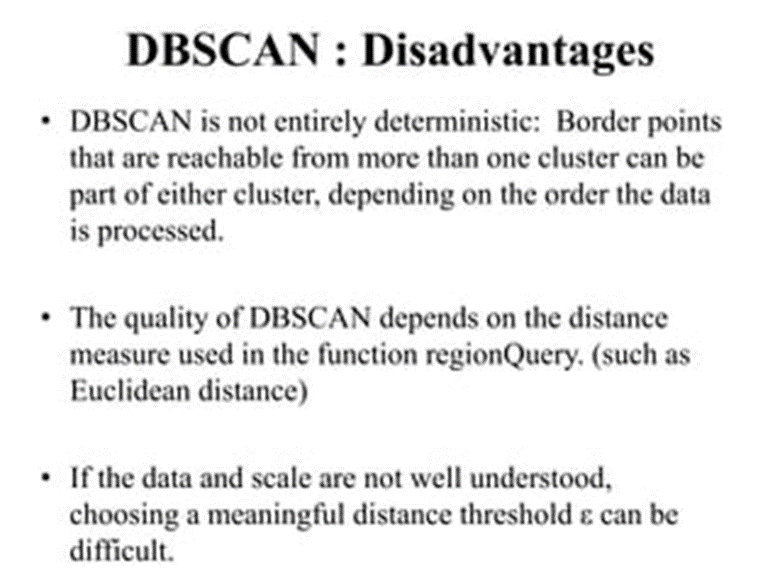 DBSCAN : Disadvantages
• DBSCAN is not entirely deterministic: Border points
that are reachable from more than one cluster can be
part of either cluster, depending on the order the data
is processed.
• The quality of DBSCAN depends on the distance
measure used in the function regionQuery. (such as
Euclidean distance)
• If the data and scale are not well understood,
choosing a meaningful distance threshold ε can be
difficult.